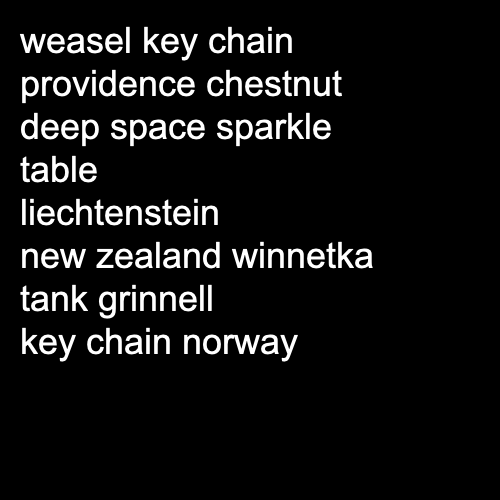 weasel key chain
providence chestnut
deep space sparkle
table
liechtenstein
new zealand winnetka
tank grinnell
key chain norway